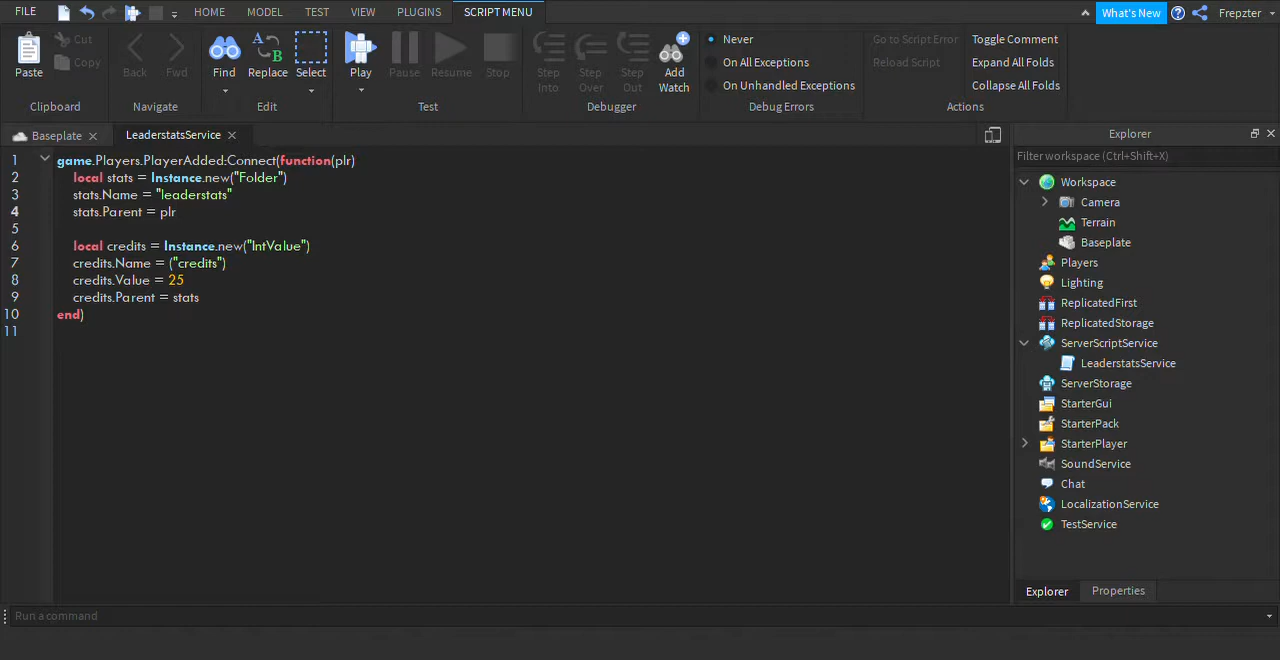 FILE HOME MODEL TEST VIEW PLUGINS SCRIPT MENU What's New Frepzter
Paste Cut Copy Back Fwd Find Replace Select Play Pause Resume Stop Step Into Step Over Step Out Add Watch
Never
On All Exceptions
On Unhandled Exceptions
Go to Script Error
Reload Script
Toggle Comment
Expand All Folds
Collapse All Folds
Clipboard Navigate Edit Test Debugger Debug Errors Actions
Baseplate LeaderstatsService
1 game.Players.PlayerAdded:Connect(function(plr)
2 local stats = Instance.new("Folder")
3 stats.Name = "leaderstats"
4 stats.Parent = plr
5
6 local credits = Instance.new("IntValue")
7 credits.Name = ("credits")
8 credits.Value = 25
9 credits.Parent = stats
10 end)
11
Explorer
Filter workspace (Ctrl+Shift+X)
Workspace
Camera
Terrain
Baseplate
Players
Lighting
ReplicatedFirst
ReplicatedStorage
ServerScriptService
LeaderstatsService
ServerStorage
StarterGui
StarterPack
StarterPlayer
SoundService
Chat
LocalizationService
TestService
Explorer Properties
Run a command